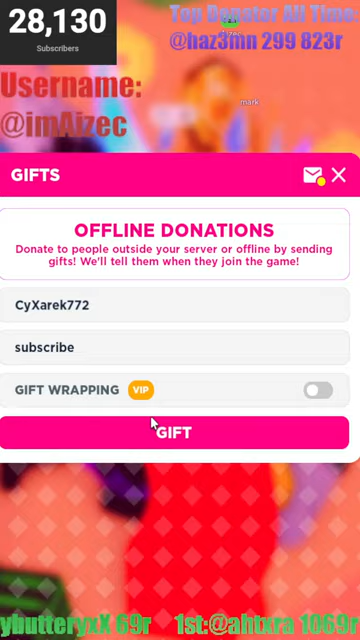 28,130
Subscribers
Top Donator All Time:
@haz3mn 299 823r
Username:
@imAizec
mark
GIFTS
OFFLINE DONATIONS
Donate to people outside your server or offline by sending
gifts! We'll tell them when they join the game!
CyXarek772
subscribe
GIFT WRAPPING VIP
GIFT
ybutteryxX 69r 1st:@ahtxra 1069r